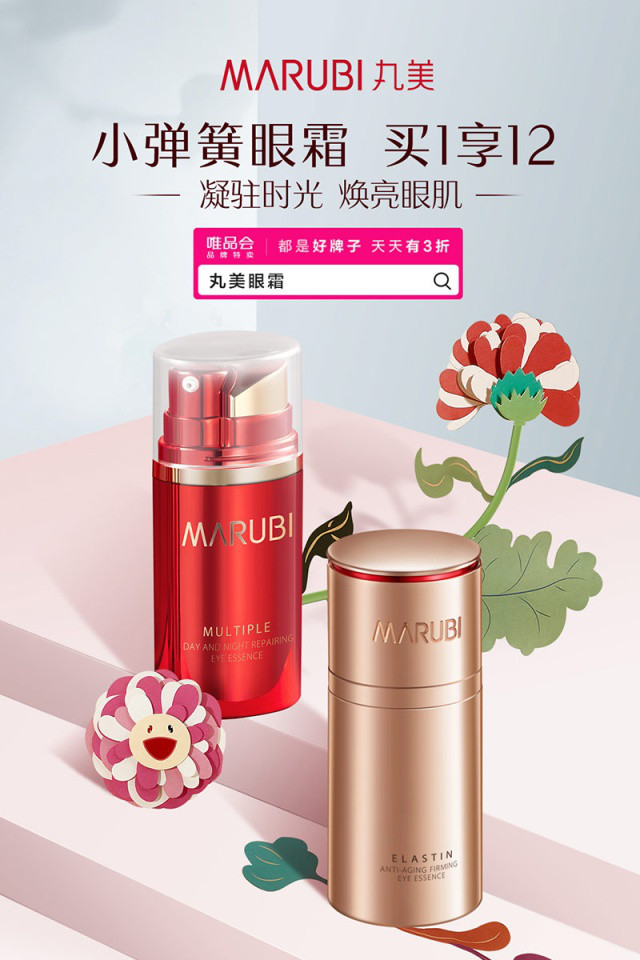 MARUBI 丸美
小弹簧眼霜 买1享12
凝驻时光 焕亮眼肌
唯品会 都是好牌子 天天有3折
品牌特卖
丸美眼霜
MARUBI
MULTIPLE
DAY AND NIGHT REPAIRING
EYE ESSENCE
MARUBI
ELASTIN
ANTI-AGING FIRMING
EYE ESSENCE